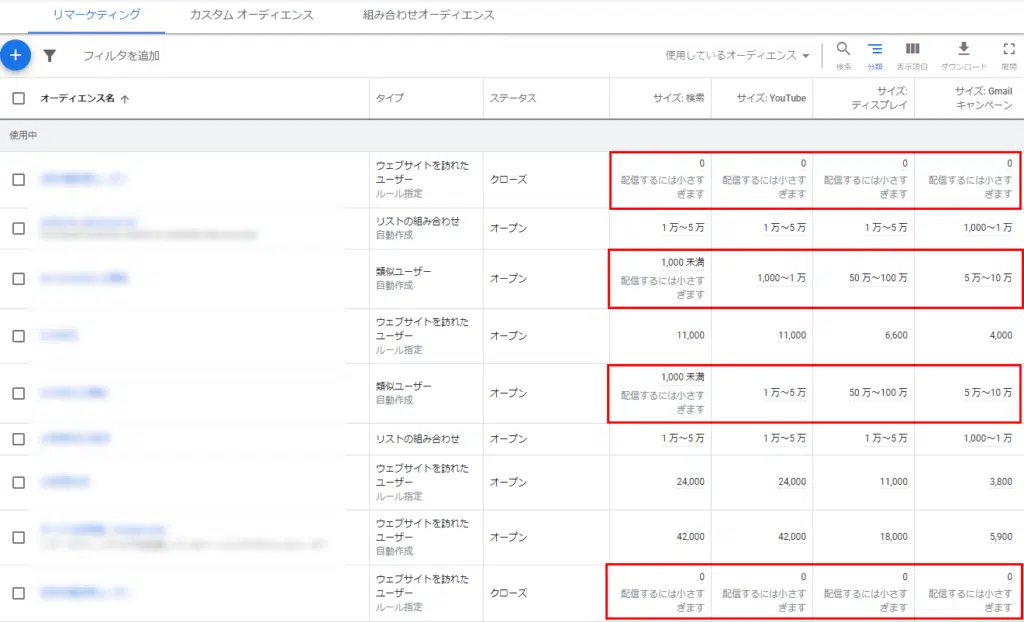 リマーケティング カスタム オーディエンス 組み合わせオーディエンス
フィルタを追加 使用しているオーディエンス
検索 分類 表示項目 ダウンロード 展開
オーディエンス名 タイプ ステータス サイズ: 検索 サイズ: YouTube サイズ: ディスプレイ サイズ: Gmail キャンペーン
使用中
ウェブサイトを訪れた
ユーザー
ルール指定
クローズ
0 0 0 0
配信するには小さす 配信するには小さす 配信するには小さす 配信するには小さす
ぎます ぎます ぎます ぎます
リストの組み合わせ
自動作成
オープン 1 万～5 万 1 万～5 万 1 万～5 万 1,000～1 万
類似ユーザー
自動作成
オープン
1,000 未満
配信するには小さす
ぎます
1,000～1 万 50 万～100 万 5 万～10 万
ウェブサイトを訪れた
ユーザー
ルール指定
オープン 11,000 11,000 6,600 4,000
類似ユーザー
自動作成
オープン
1,000 未満
配信するには小さす
ぎます
1 万～5 万 50 万～100 万 5 万～10 万
リストの組み合わせ オープン 1 万～5 万 1 万～5 万 1 万～5 万 1,000～1 万
ウェブサイトを訪れた
ユーザー
ルール指定
オープン 24,000 24,000 11,000 3,800
ウェブサイトを訪れた
ユーザー
自動作成
オープン 42,000 42,000 18,000 5,900
ウェブサイトを訪れた
ユーザー
ルール指定
クローズ
0 0 0 0
配信するには小さす 配信するには小さす 配信するには小さす 配信するには小さす
ぎます ぎます ぎます ぎます